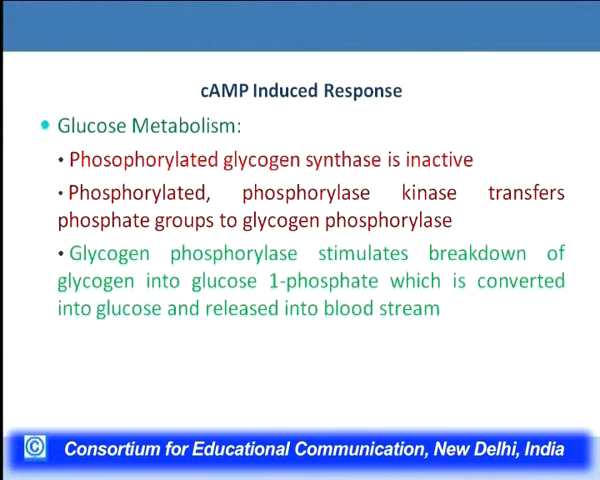 cAMP Induced Response
• Glucose Metabolism:
• Phosophorylated glycogen synthase is inactive
• Phosphorylated, phosphorylase kinase transfers
phosphate groups to glycogen phosphorylase
• Glycogen phosphorylase stimulates breakdown of
glycogen into glucose 1-phosphate which is converted
into glucose and released into blood stream
© Consortium for Educational Communication, New Delhi, India